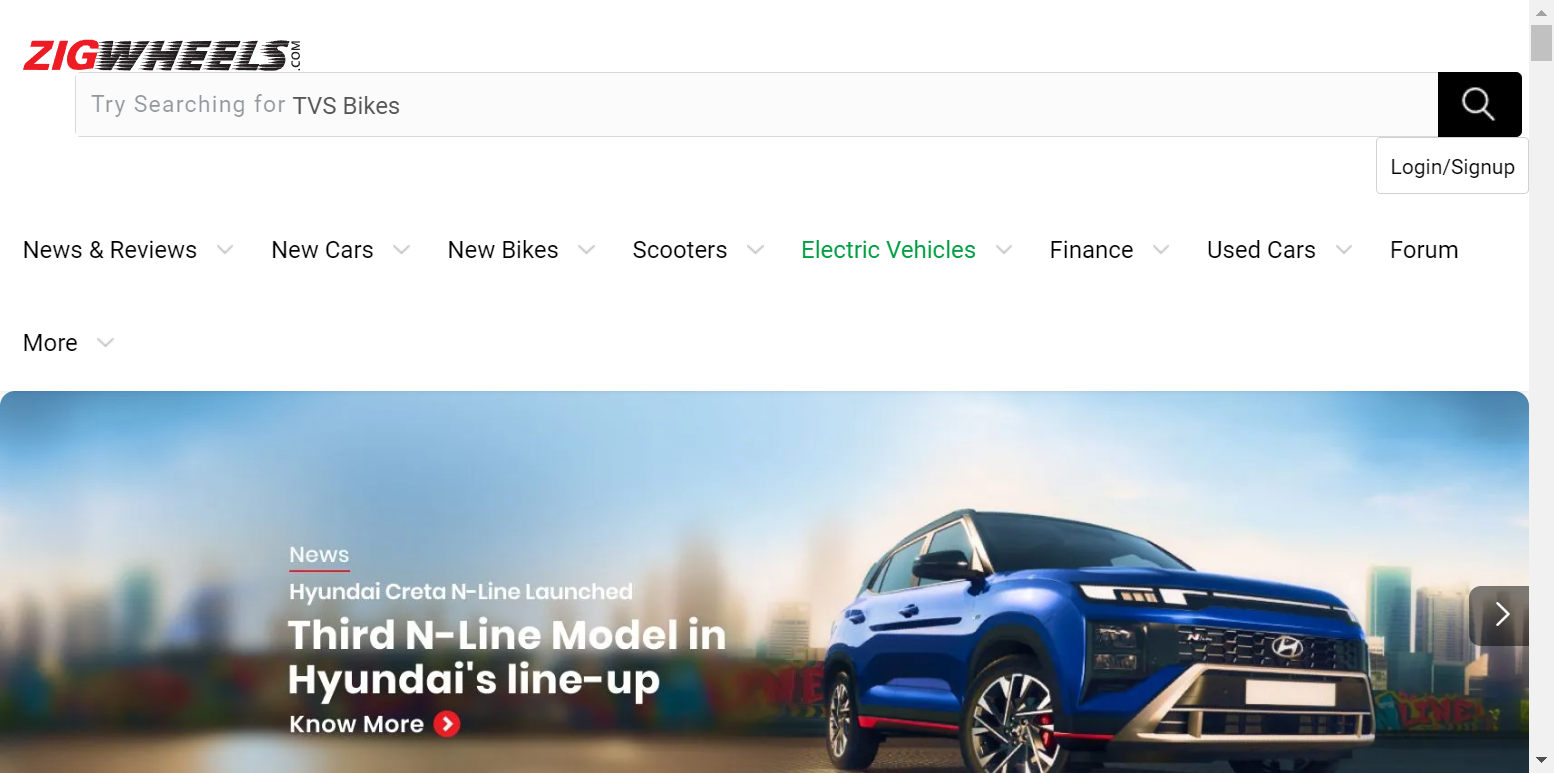 ZIGWHEELS.COM
Try Searching for TVS Bikes
Login/Signup
News & Reviews New Cars New Bikes Scooters Electric Vehicles Finance Used Cars Forum
More
News
Hyundai Creta N-Line Launched
Third N-Line Model in
Hyundai's line-up
Know More